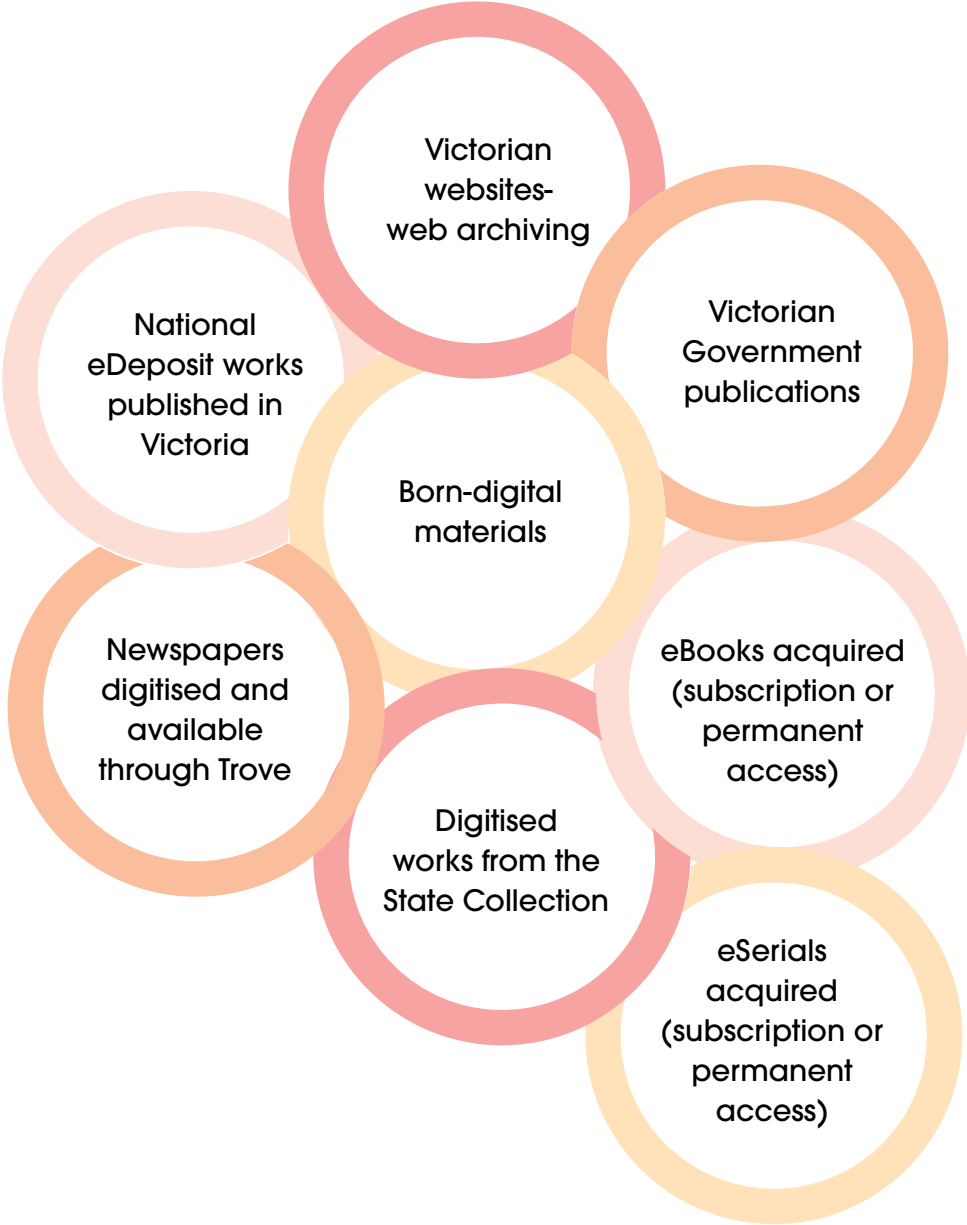 Victorian
websites-
web archiving
National
eDeposit works
published in
Victoria
Victorian
Government
publications
Born-digital
materials
Newspapers
digitised and
available
through Trove
eBooks acquired
(subscription or
permanent
access)
Digitised
works from the
State Collection
eSerials
acquired
(subscription or
permanent
access)